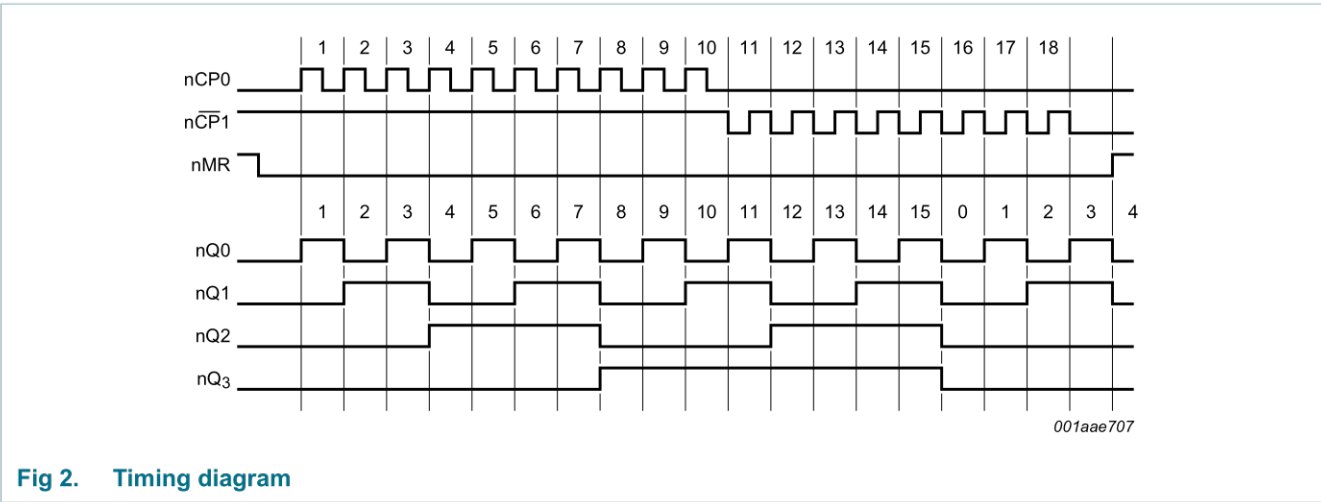 1 2 3 4 5 6 7 8 9 10 11 12 13 14 15 16 17 18
nCP0
nC̅P̅1
nMR
1 2 3 4 5 6 7 8 9 10 11 12 13 14 15 0 1 2 3 4
nQ0
nQ1
nQ2
nQ3
001aae707
Fig 2. Timing diagram